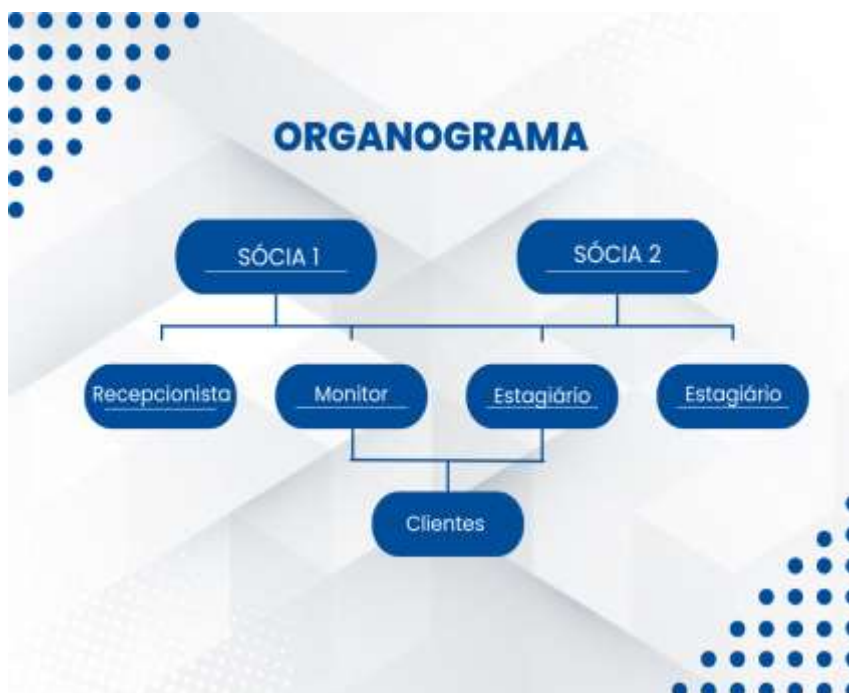 ORGANOGRAMA
SÓCIA 1
SÓCIA 2
Recepcionista
Monitor
Estagiário
Estagiário
Clientes